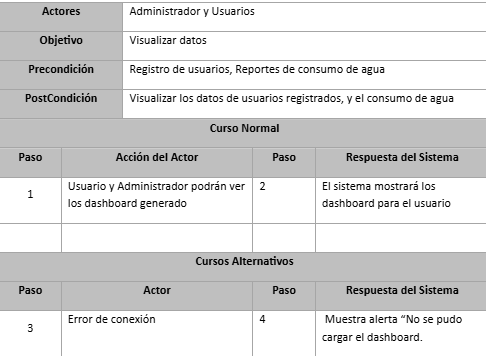 Actores Administrador y Usuarios
Objetivo Visualizar datos
Precondición Registro de usuarios, Reportes de consumo de agua
PostCondición Visualizar los datos de usuarios registrados, y el consumo de agua
Curso Normal
Paso Acción del Actor Paso Respuesta del Sistema
1 Usuario y Administrador podrán ver
los dashboard generado
2 El sistema mostrará los
dashboard para el usuario
Cursos Alternativos
Paso Actor Paso Respuesta del Sistema
3 Error de conexión 4 Muestra alerta “No se pudo
cargar el dashboard.